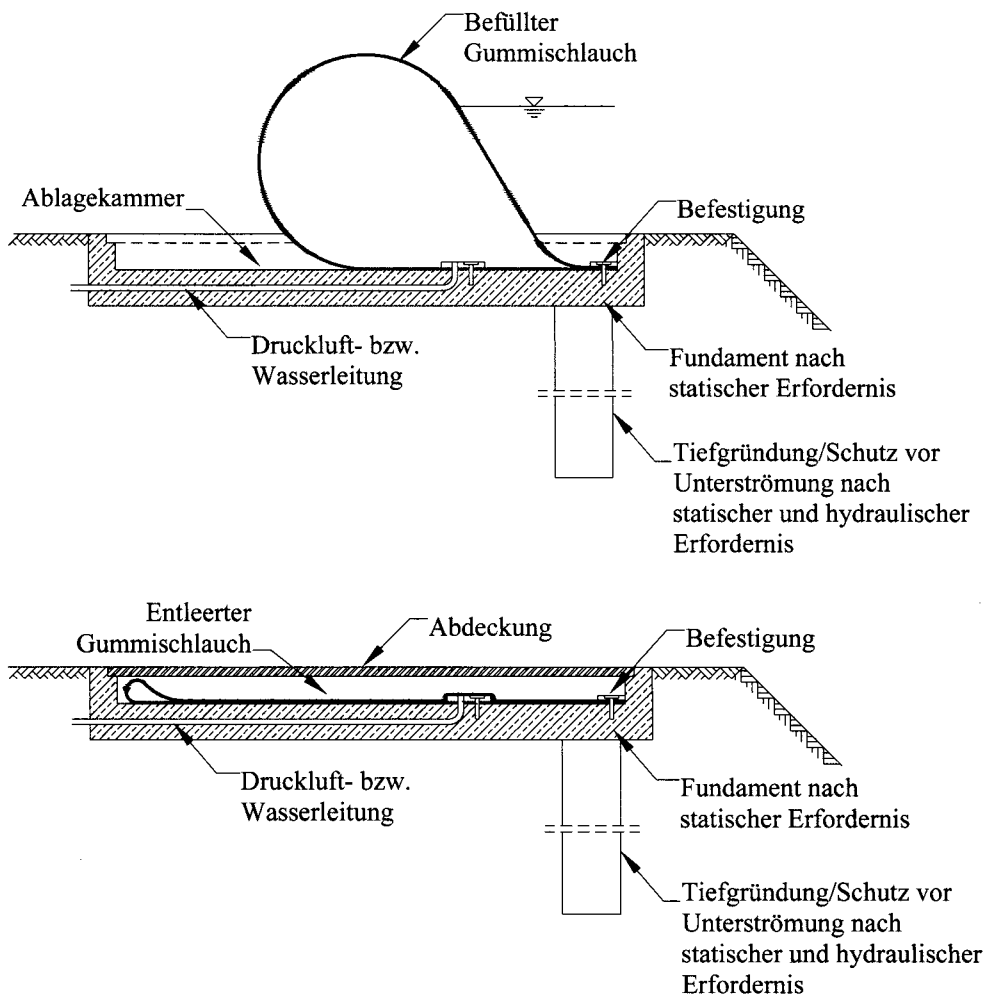 Befüllter
Gummischlauch
Ablagekammer
Befestigung
Druckluft- bzw.
Wasserleitung
Fundament nach
statischer Erfordernis
Tiefgründung/Schutz vor
Unterströmung nach
statischer und hydraulischer
Erfordernis
Entleerter
Gummischlauch
Abdeckung
Befestigung
Druckluft- bzw.
Wasserleitung
Fundament nach
statischer Erfordernis
Tiefgründung/Schutz vor
Unterströmung nach
statischer und hydraulischer
Erfordernis